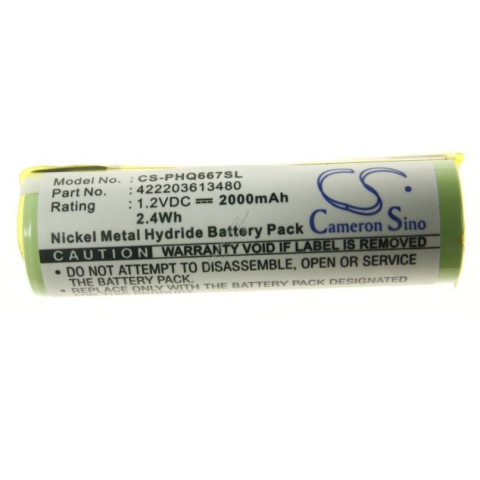 Model No. : CS-PHQ667SL
Part No. : 422203613480
Rating : 1.2VDC ⎓ 2000mAh
2.4Wh
Nickel Metal Hydride Battery Pack
CS
Cameron Sino
CAUTION WARRANTY VOID IF LABEL IS REMOVED
• DO NOT ATTEMPT TO DISASSEMBLE, OPEN OR SERVICE
THE BATTERY PACK.
• REPLACE ONLY WITH THE BATTERY PACK DESIGNATED